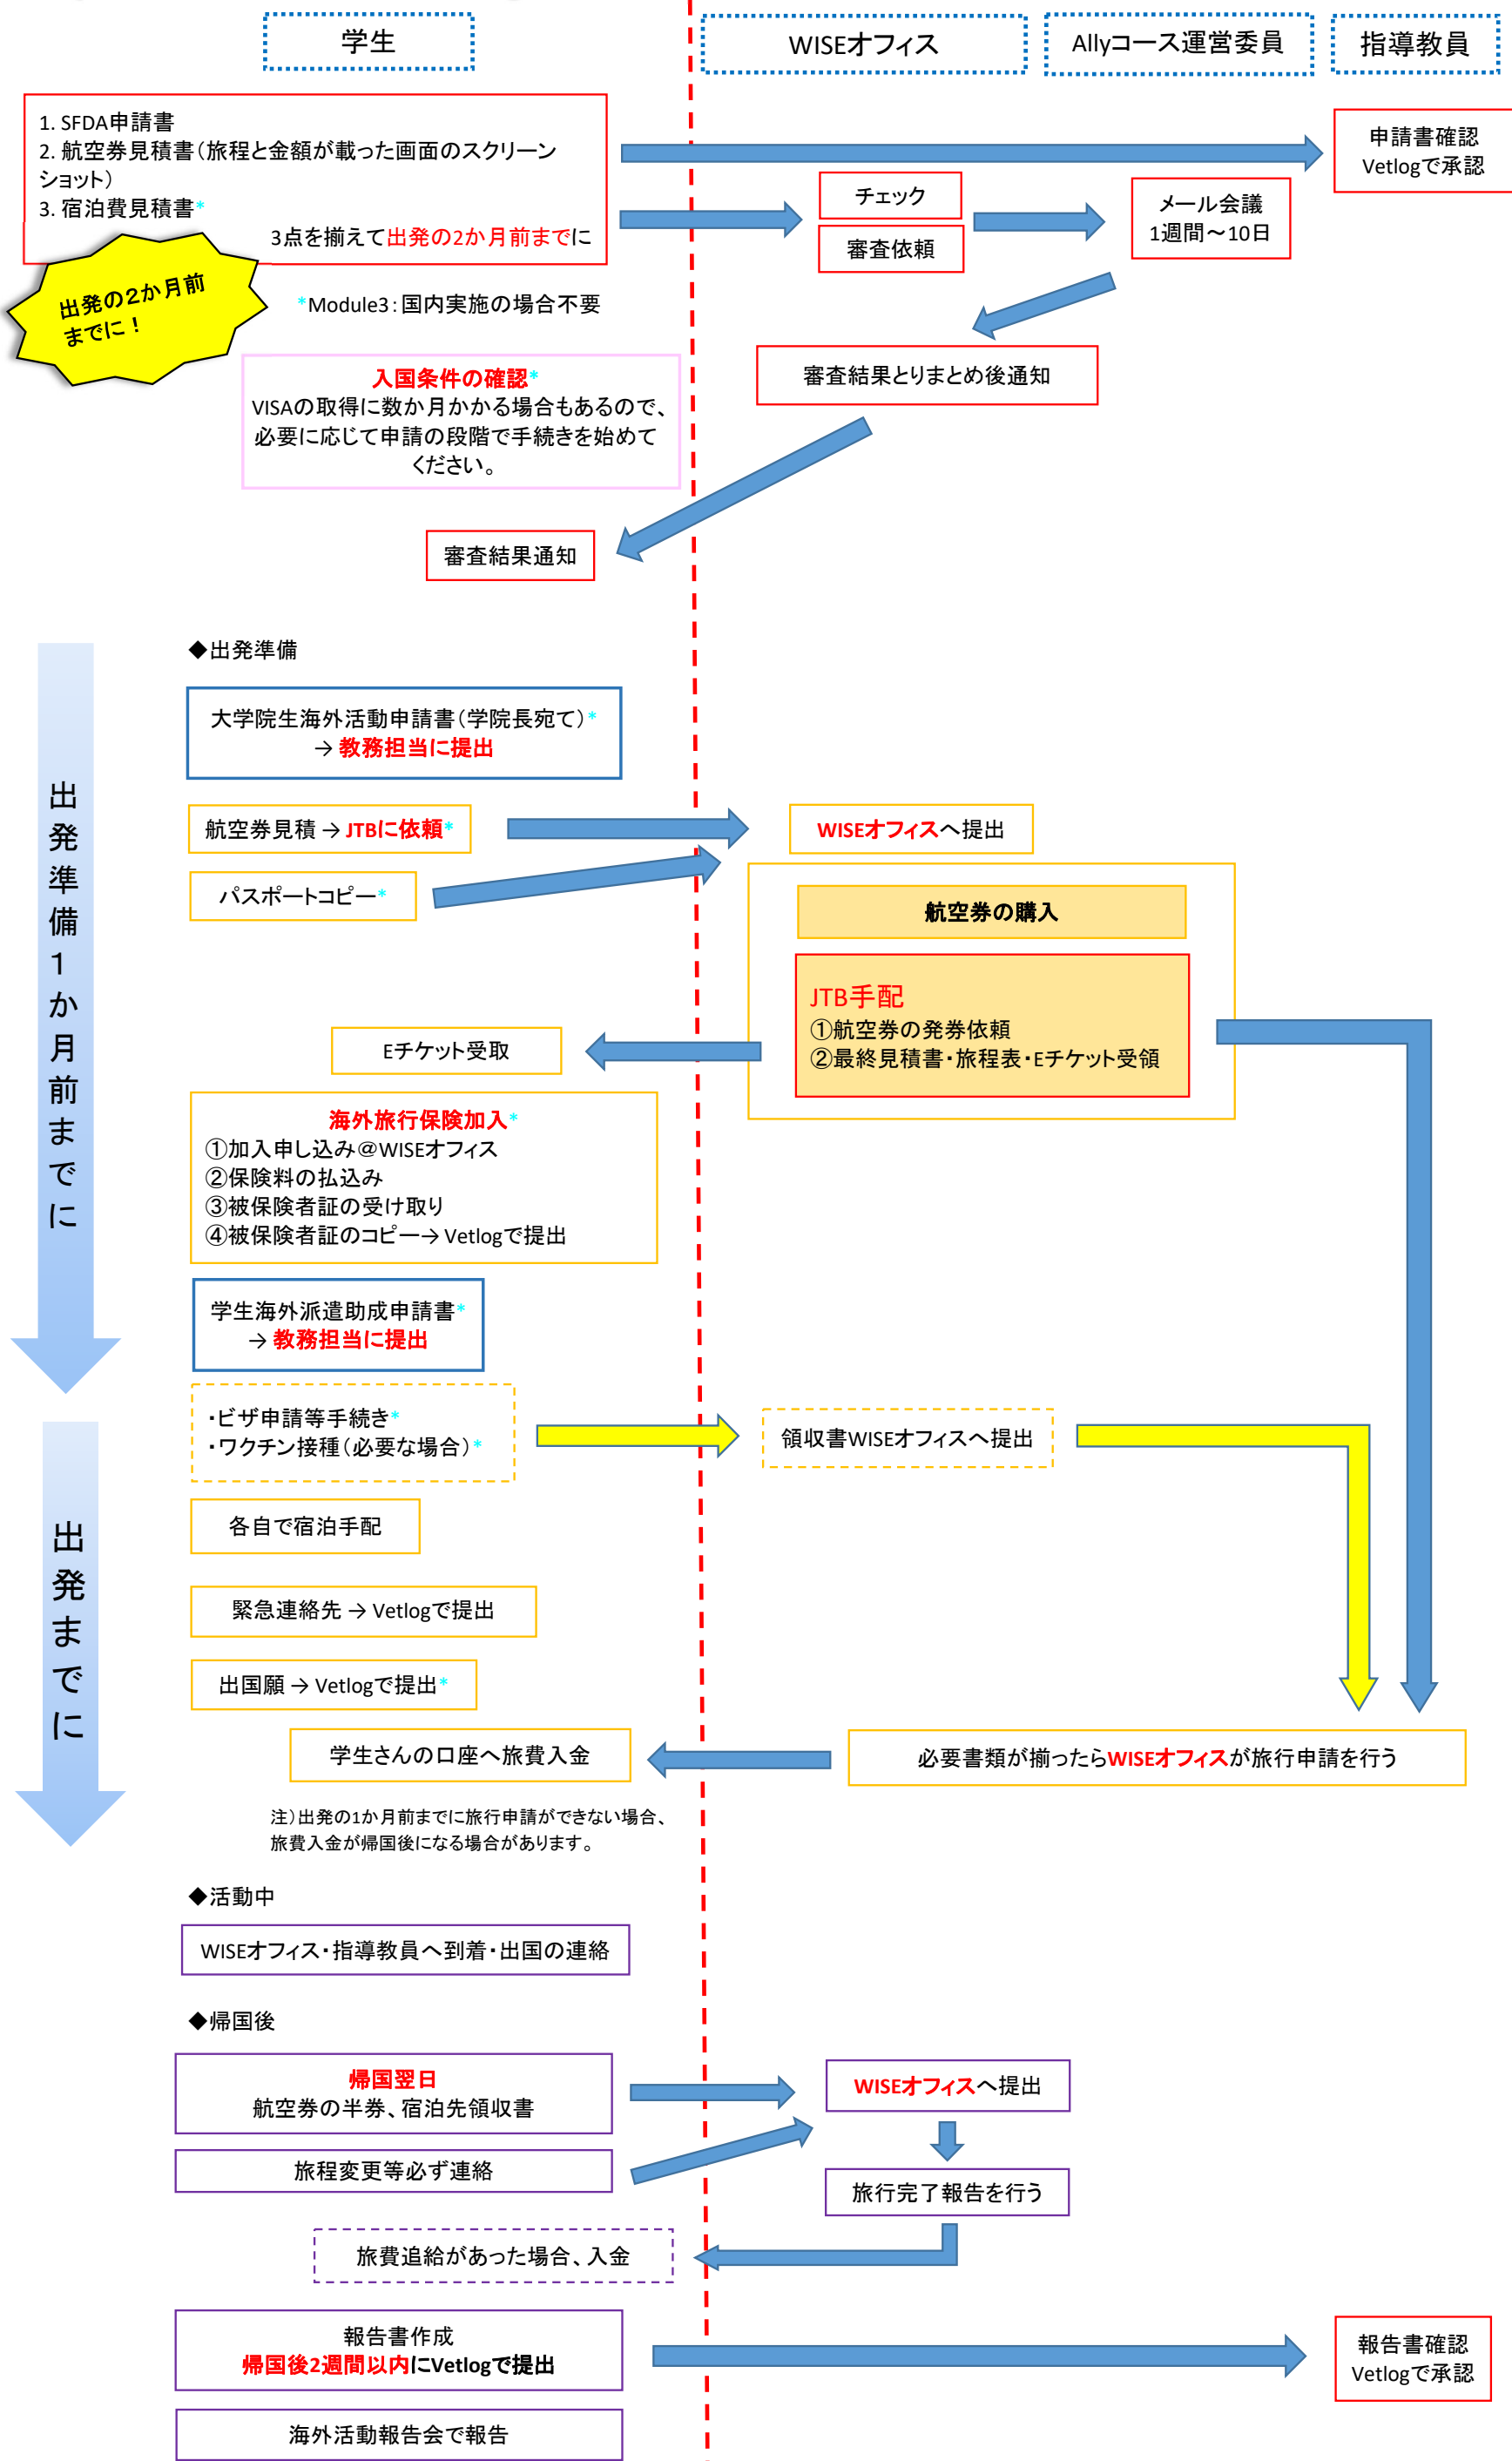 学生
WISEオフィス
Allyコース運営委員
指導教員
1. SFDA申請書
2. 航空券見積書（旅程と金額が載った画面のスクリーン
ショット）
3. 宿泊費見積書*
3点を揃えて出発の2か月前までに
申請書確認
Vetlogで承認
チェック
審査依頼
メール会議
1週間～10日
出発の2か月前
までに！
*Module3：国内実施の場合不要
入国条件の確認*
VISAの取得に数か月かかる場合もあるので、
必要に応じて申請の段階で手続きを始めて
ください。
審査結果とりまとめ後通知
審査結果通知
出発準備1か月前までに
◆出発準備
大学院生海外活動申請書（学院長宛て）*
→ 教務担当に提出
航空券見積 → JTBに依頼*
WISEオフィスへ提出
パスポートコピー*
航空券の購入
JTB手配
①航空券の発券依頼
②最終見積書・旅程表・Eチケット受領
Eチケット受取
海外旅行保険加入*
①加入申し込み＠WISEオフィス
②保険料の払込み
③被保険者証の受け取り
④被保険者証のコピー→ Vetlogで提出
学生海外派遣助成申請書*
→ 教務担当に提出
出発までに
・ビザ申請等手続き*
・ワクチン接種（必要な場合）*
領収書WISEオフィスへ提出
各自で宿泊手配
緊急連絡先 → Vetlogで提出
出国願 → Vetlogで提出*
学生さんの口座へ旅費入金
必要書類が揃ったらWISEオフィスが旅行申請を行う
注）出発の1か月前までに旅行申請ができない場合、
旅費入金が帰国後になる場合があります。
◆活動中
WISEオフィス・指導教員へ到着・出国の連絡
◆帰国後
帰国翌日
航空券の半券、宿泊先領収書
WISEオフィスへ提出
旅程変更等必ず連絡
旅行完了報告を行う
旅費追給があった場合、入金
報告書作成
帰国後2週間以内にVetlogで提出
報告書確認
Vetlogで承認
海外活動報告会で報告